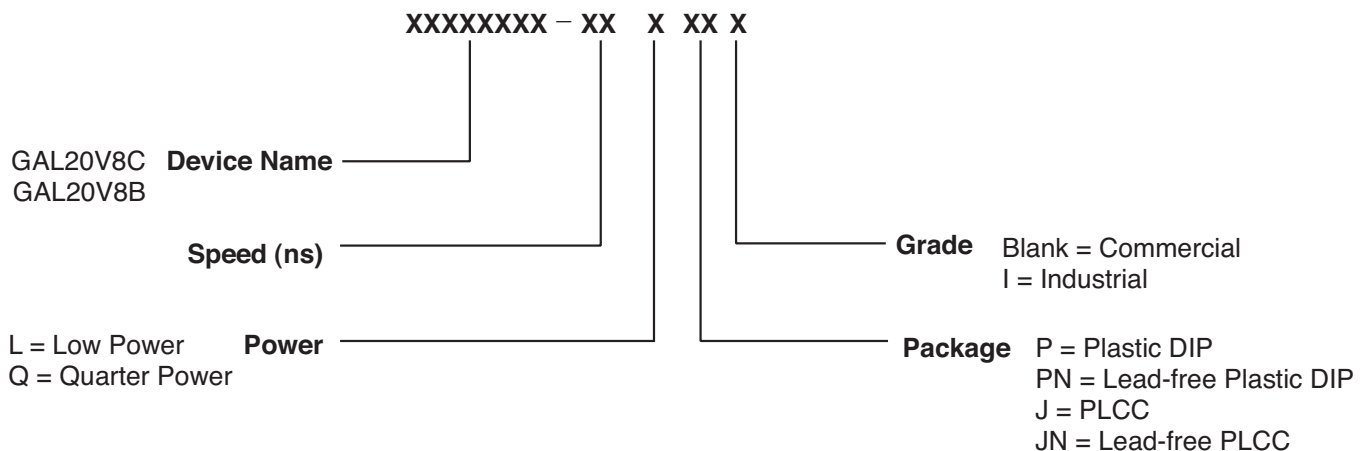 XXXXXXXX – XX X XX X
GAL20V8C Device Name
GAL20V8B
Speed (ns)
Grade Blank = Commercial
I = Industrial
L = Low Power Power
Q = Quarter Power
Package P = Plastic DIP
PN = Lead-free Plastic DIP
J = PLCC
JN = Lead-free PLCC